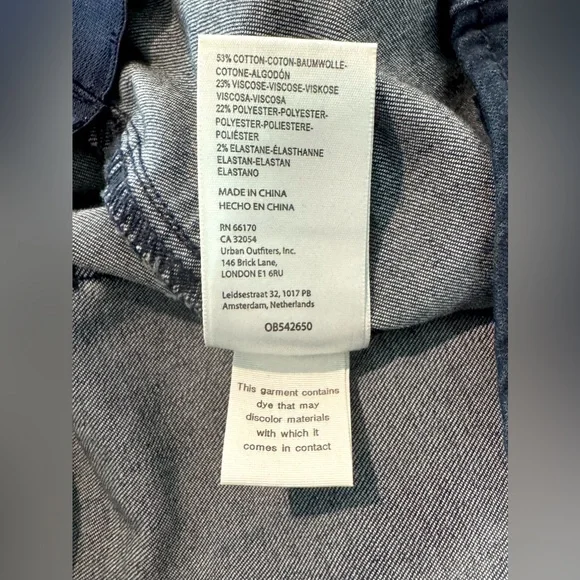 53% COTTON-COTON-BAUMWOLLE-
COTONE-ALGODÓN
23% VISCOSE-VISCOSE-VISKOSE
VISCOSA-VISCOSA
22% POLYESTER-POLYESTER-
POLYESTER-POLIESTERE-
POLIÈSTER
2% ELASTANE-ÉLASTHANNE
ELASTAN-ELASTAN
ELASTANO
MADE IN CHINA
HECHO EN CHINA
RN 66170
CA 32054
Urban Outfitters, Inc.
146 Brick Lane,
LONDON E1 6RU
Leidsestraat 32, 1017 PB
Amsterdam, Netherlands
OB542650
This garment contains
dye that may
discolor materials
with which it
comes in contact